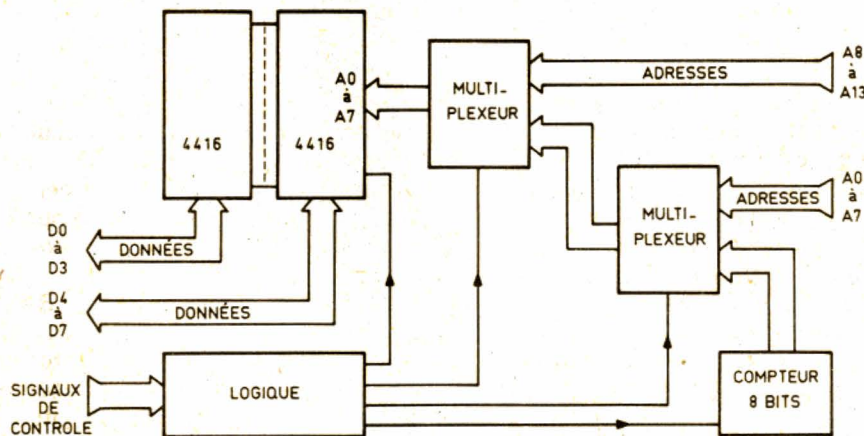 4416
4416
A0
à
A7
MULTI-
PLEXEUR
ADRESSES
A8
à
A13
MULTI-
PLEXEUR
ADRESSES
A0
à
A7
D0
à
D3
DONNÉES
D4
à
D7
DONNÉES
SIGNAUX
DE
CONTROLE
LOGIQUE
COMPTEUR
8 BITS